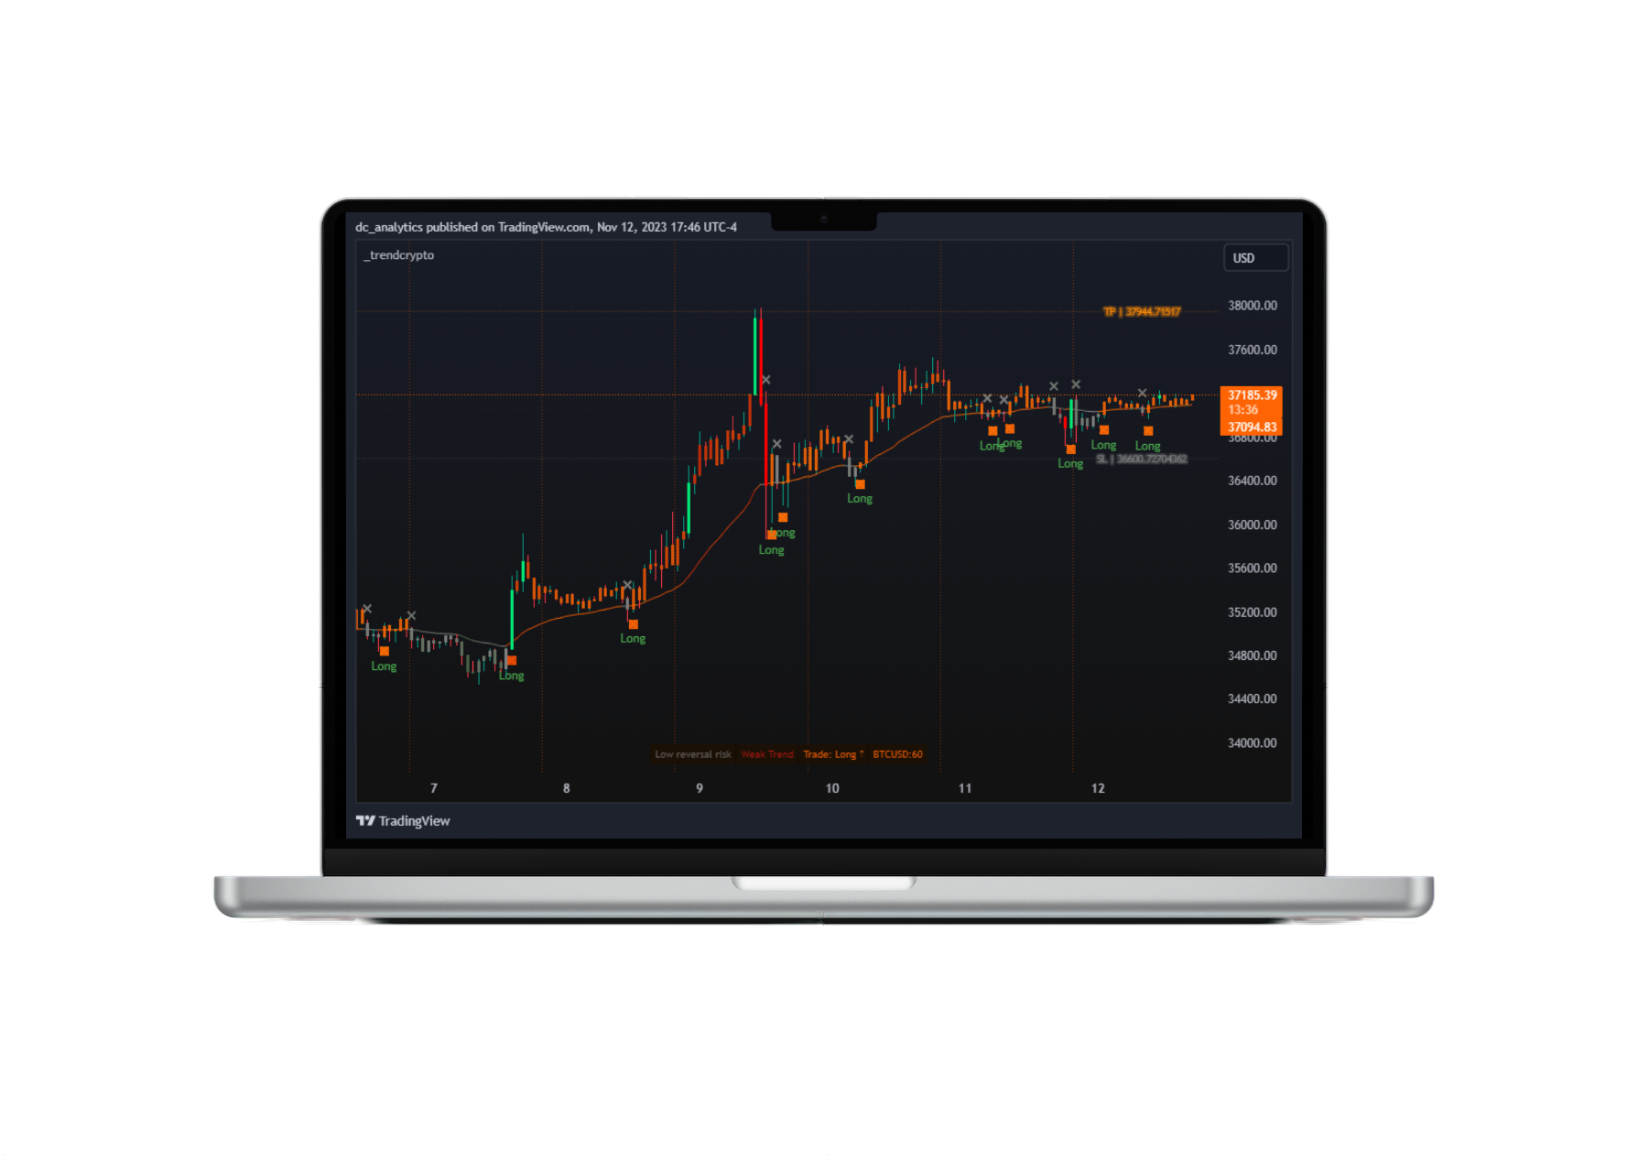 dc_analytics published on TradingView.com, Nov 12, 2023 17:46 UTC-4
_trendcrypto
USD
38000.00
TP | 37944.71517
37600.00
37185.39
13:36
37094.83
36800.00
SL | 36600.72704362
36400.00
36000.00
35600.00
35200.00
34800.00
34400.00
34000.00
Long
Long
Long
Long
Long
Long
Long
Long
Long
Long
Long
Low reversal risk Weak Trend Trade: Long ↑ BTCUSD:60
7 8 9 10 11 12
TradingView